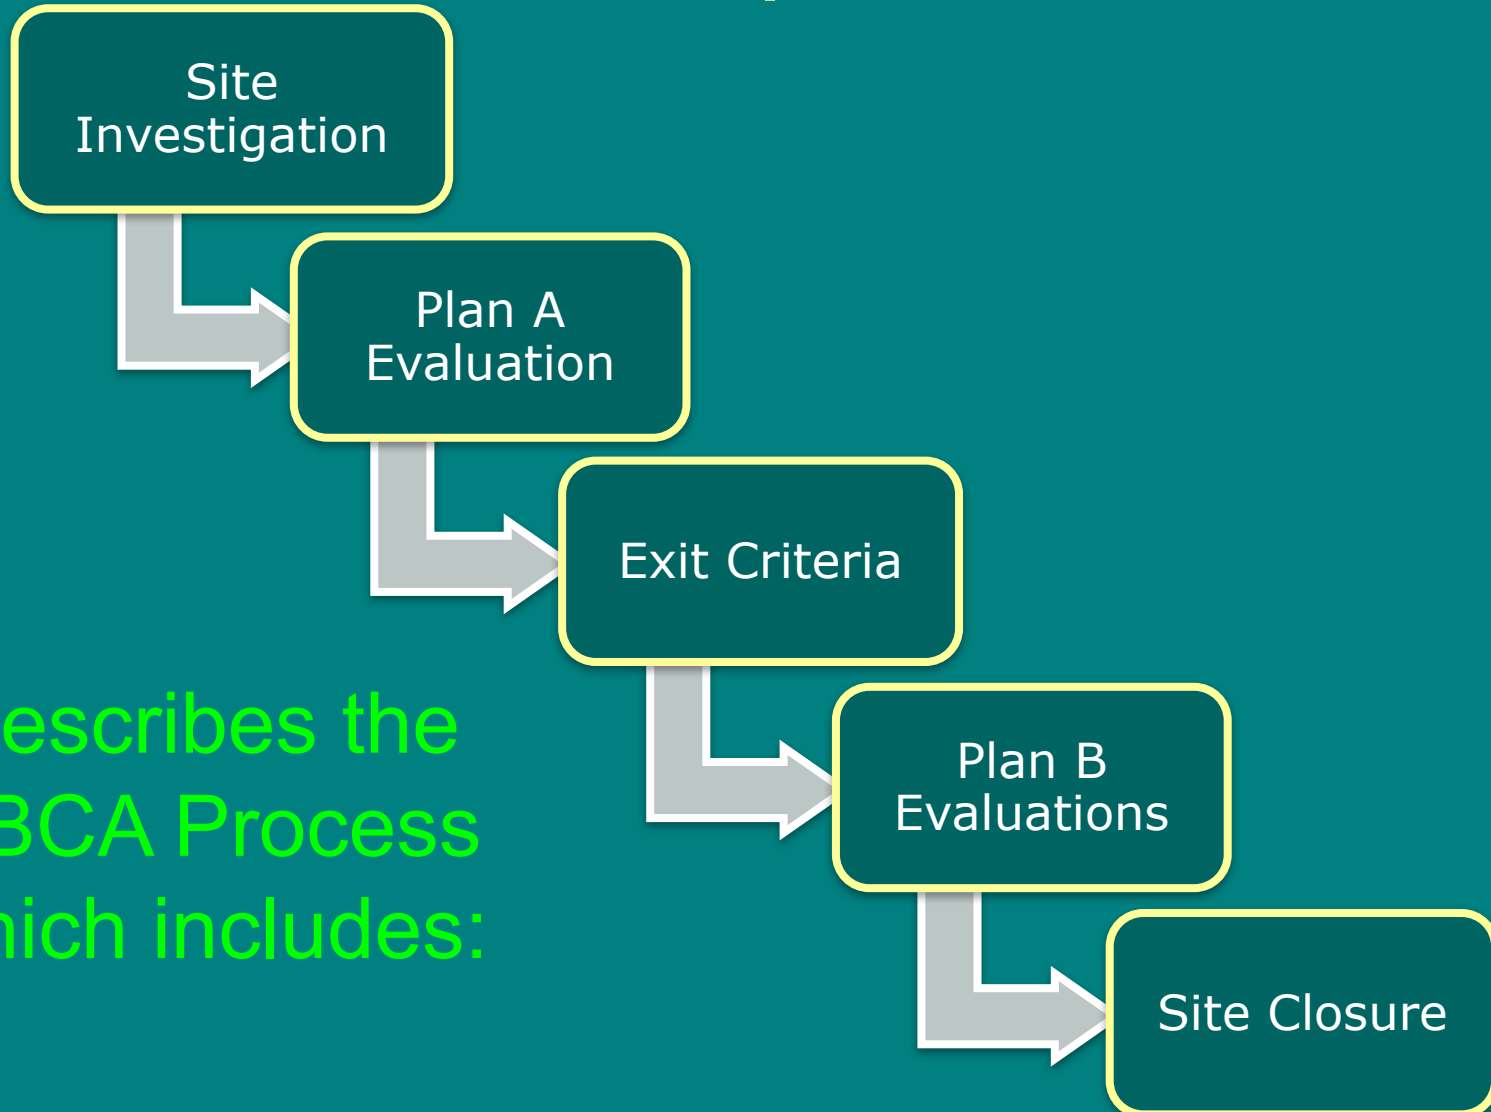 Site
Investigation
Plan A
Evaluation
Exit Criteria
escribes the
BCA Process
hich includes:
Plan B
Evaluations
Site Closure